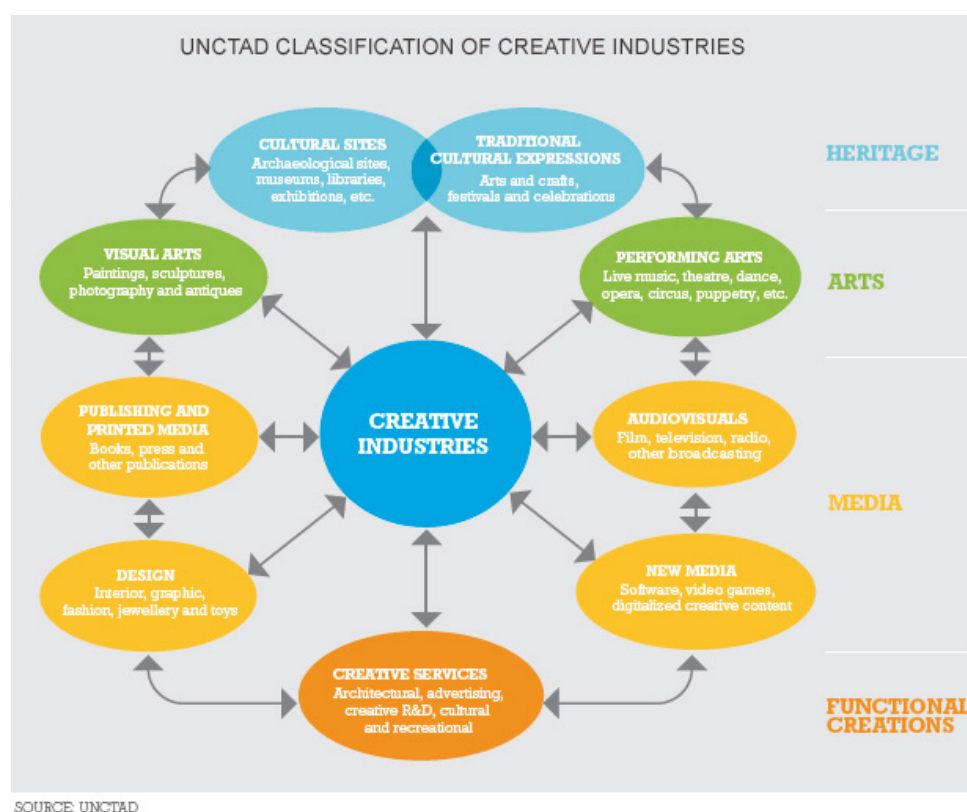 UNCTAD CLASSIFICATION OF CREATIVE INDUSTRIES
CULTURAL SITES
Archaeological sites,
museums, libraries,
exhibitions, etc.
TRADITIONAL
CULTURAL EXPRESSIONS
Arts and crafts,
festivals and celebrations
HERITAGE
VISUAL ARTS
Paintings, sculptures,
photography and antiques
PERFORMING ARTS
Live music, theatre, dance,
opera, circus, puppetry, etc.
ARTS
PUBLISHING AND
PRINTED MEDIA
Books, press and
other publications
CREATIVE
INDUSTRIES
AUDIOVISUALS
Film, television, radio,
other broadcasting
MEDIA
DESIGN
Interior, graphic,
fashion, jewellery and toys
NEW MEDIA
Software, video games,
digitalized creative content
CREATIVE SERVICES
Architectural, advertising,
creative R&D, cultural
and recreational
FUNCTIONAL
CREATIONS
SOURCE: UNCTAD